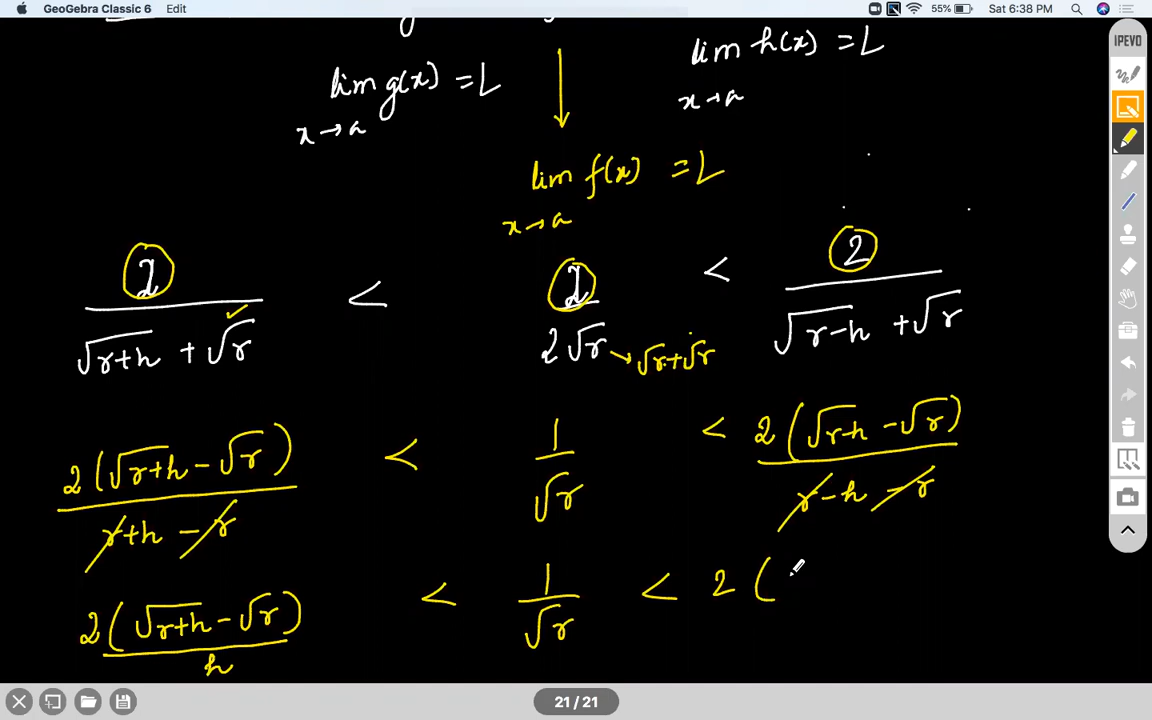 GeoGebra Classic 6 Edit 55% Sat 6:38 PM
IPEVO
lim g(x) = L
x→a
lim h(x) = L
x→a
lim f(x) = L
x→a
2/(√(r+h) + √r) < 2/(2√r) < 2/(√(r-h) + √r)
→ √r + √r
2(√(r+h) - √r)/(r+h - r) < 1/√r < 2(√(r-h) - √r)/(r-h - r)
2(√(r+h) - √r)/h < 1/√r < 2(
21 / 21